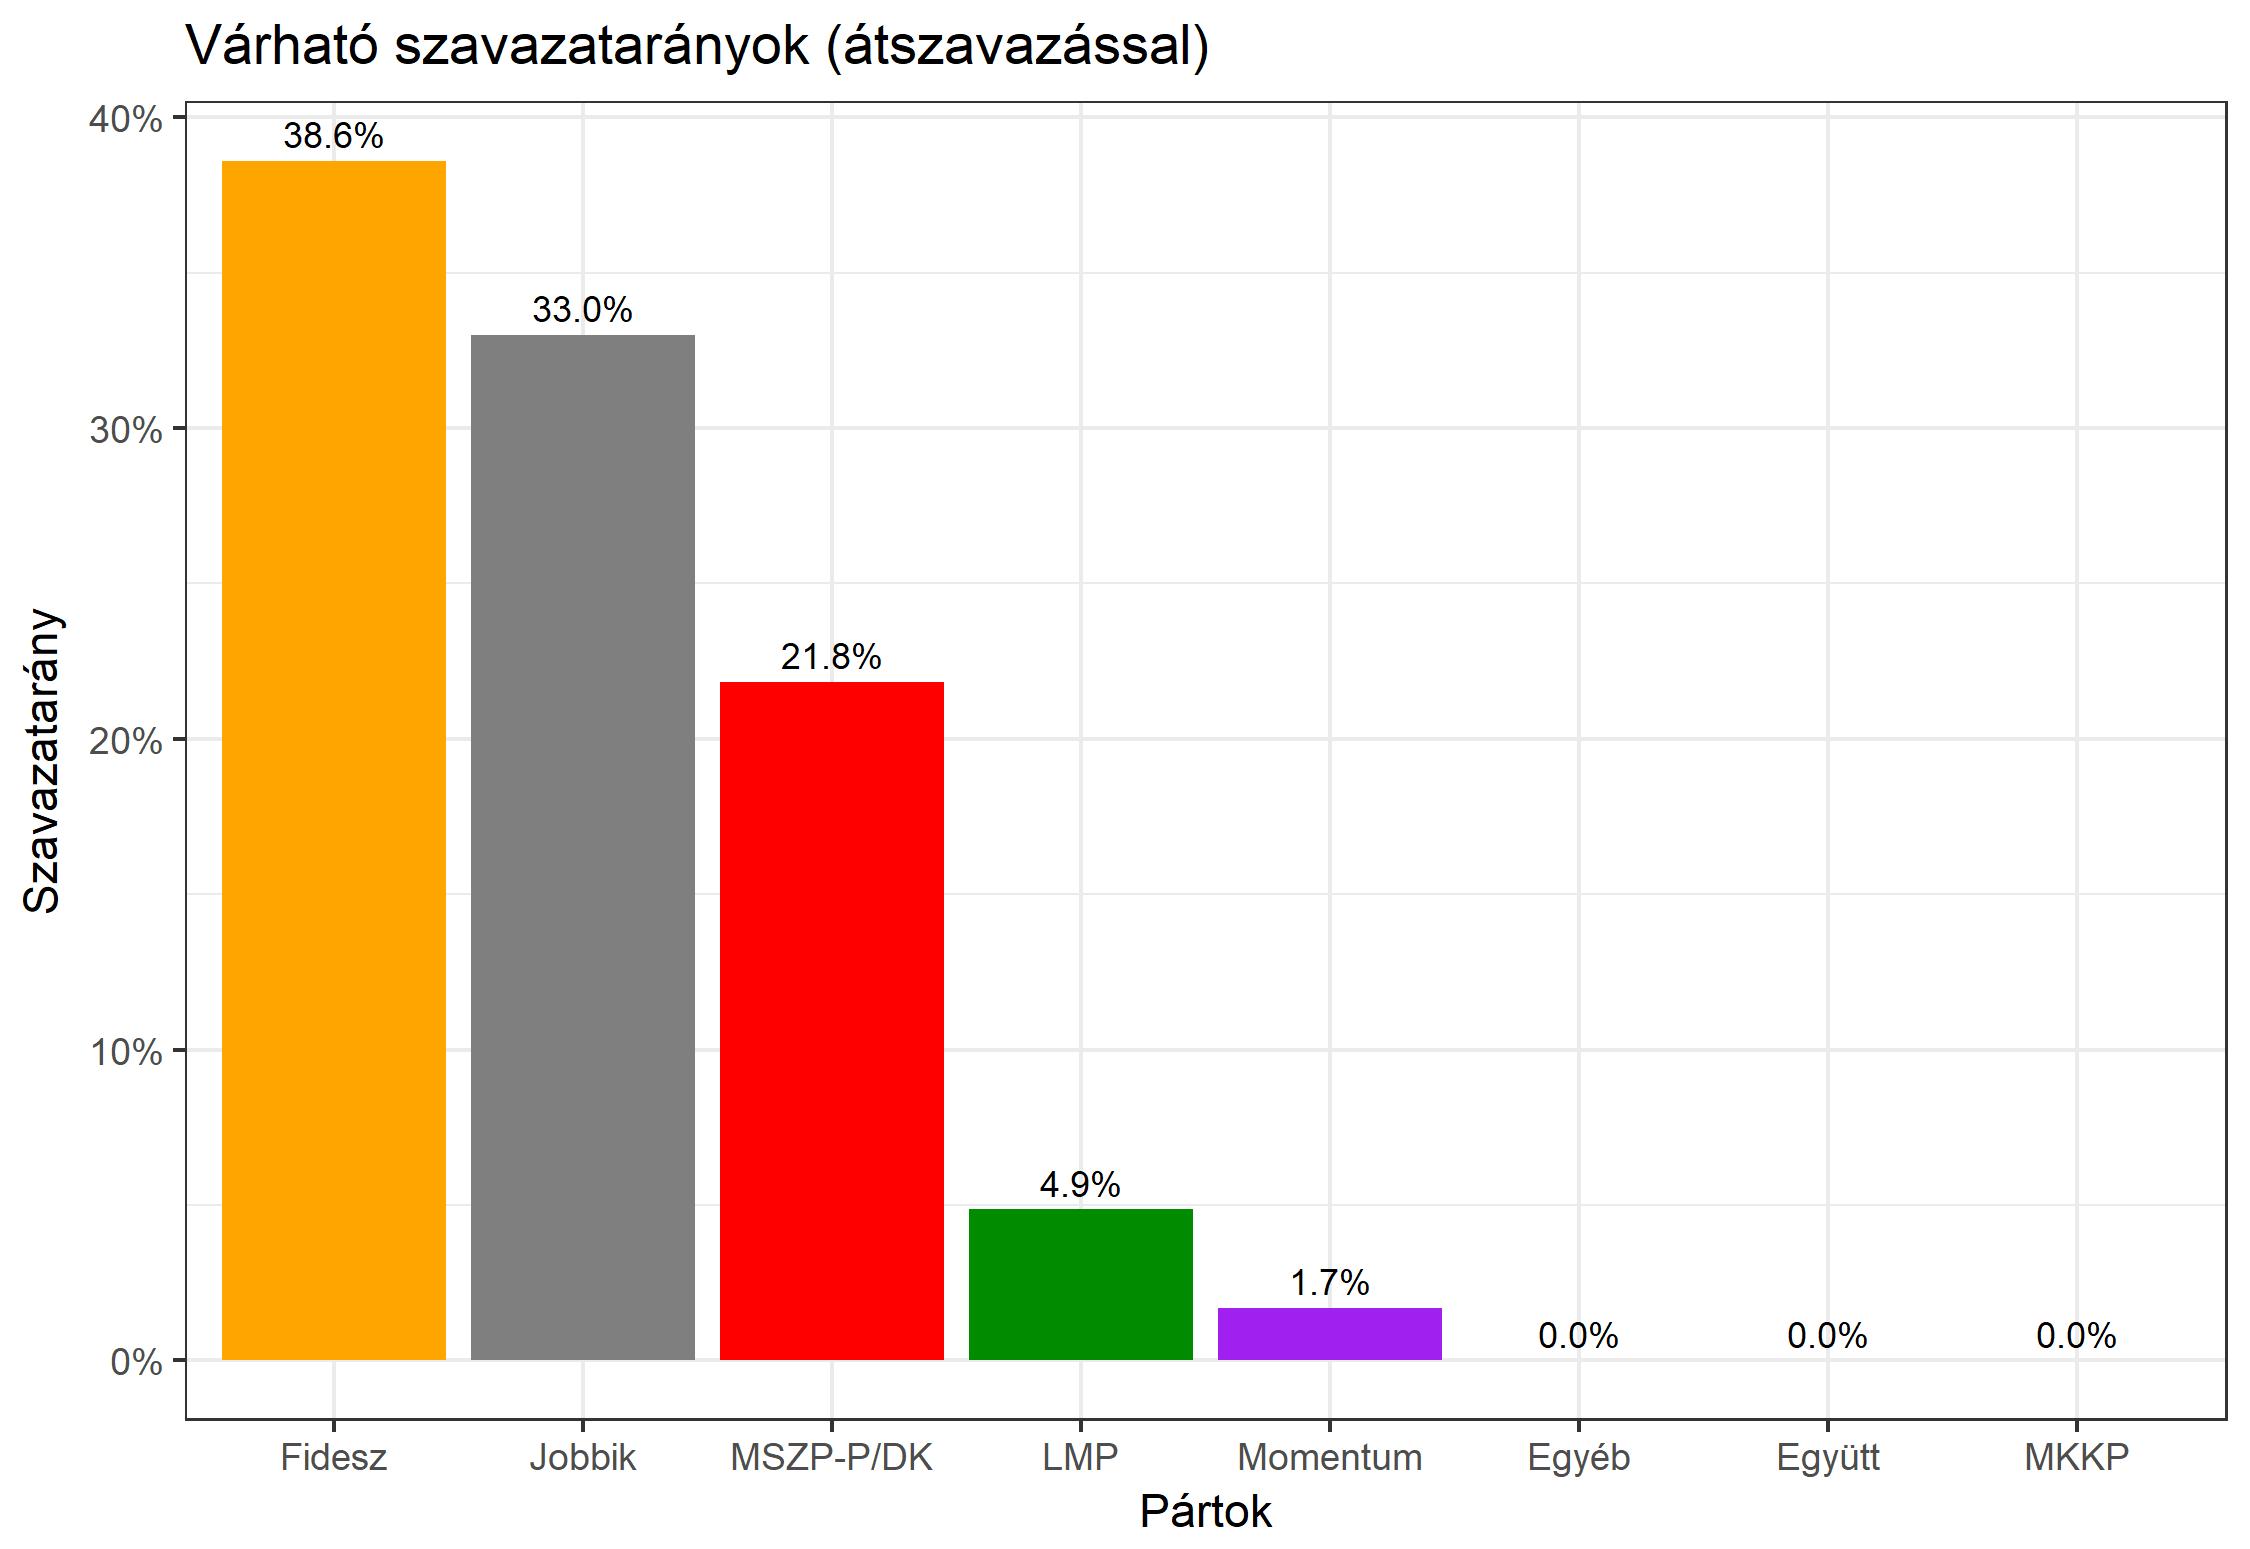 Várható szavazatarányok (átszavazással)
40%
30%
20%
10%
0%
Szavazatarány
38.6%
33.0%
21.8%
4.9%
1.7%
0.0%
0.0%
0.0%
Fidesz
Jobbik
MSZP-P/DK
LMP
Momentum
Egyéb
Együtt
MKKP
Pártok